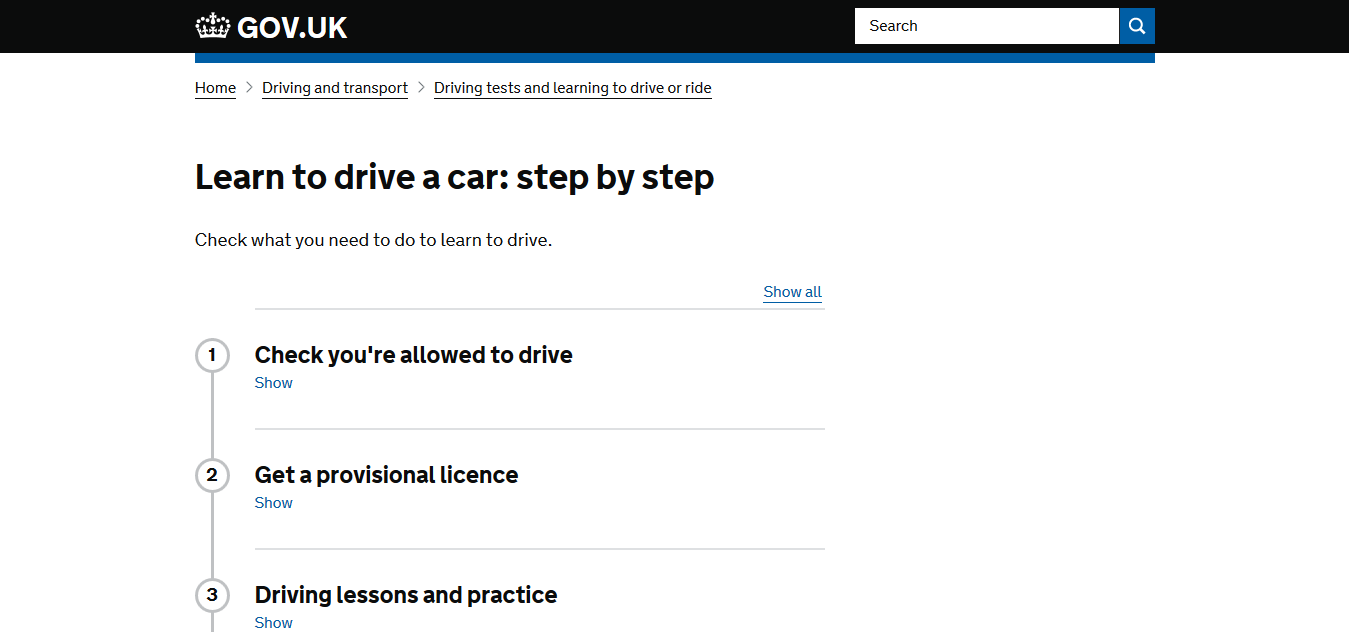 GOV.UK
Search
Home > Driving and transport > Driving tests and learning to drive or ride
Learn to drive a car: step by step
Check what you need to do to learn to drive.
Show all
1 Check you're allowed to drive
Show
2 Get a provisional licence
Show
3 Driving lessons and practice
Show